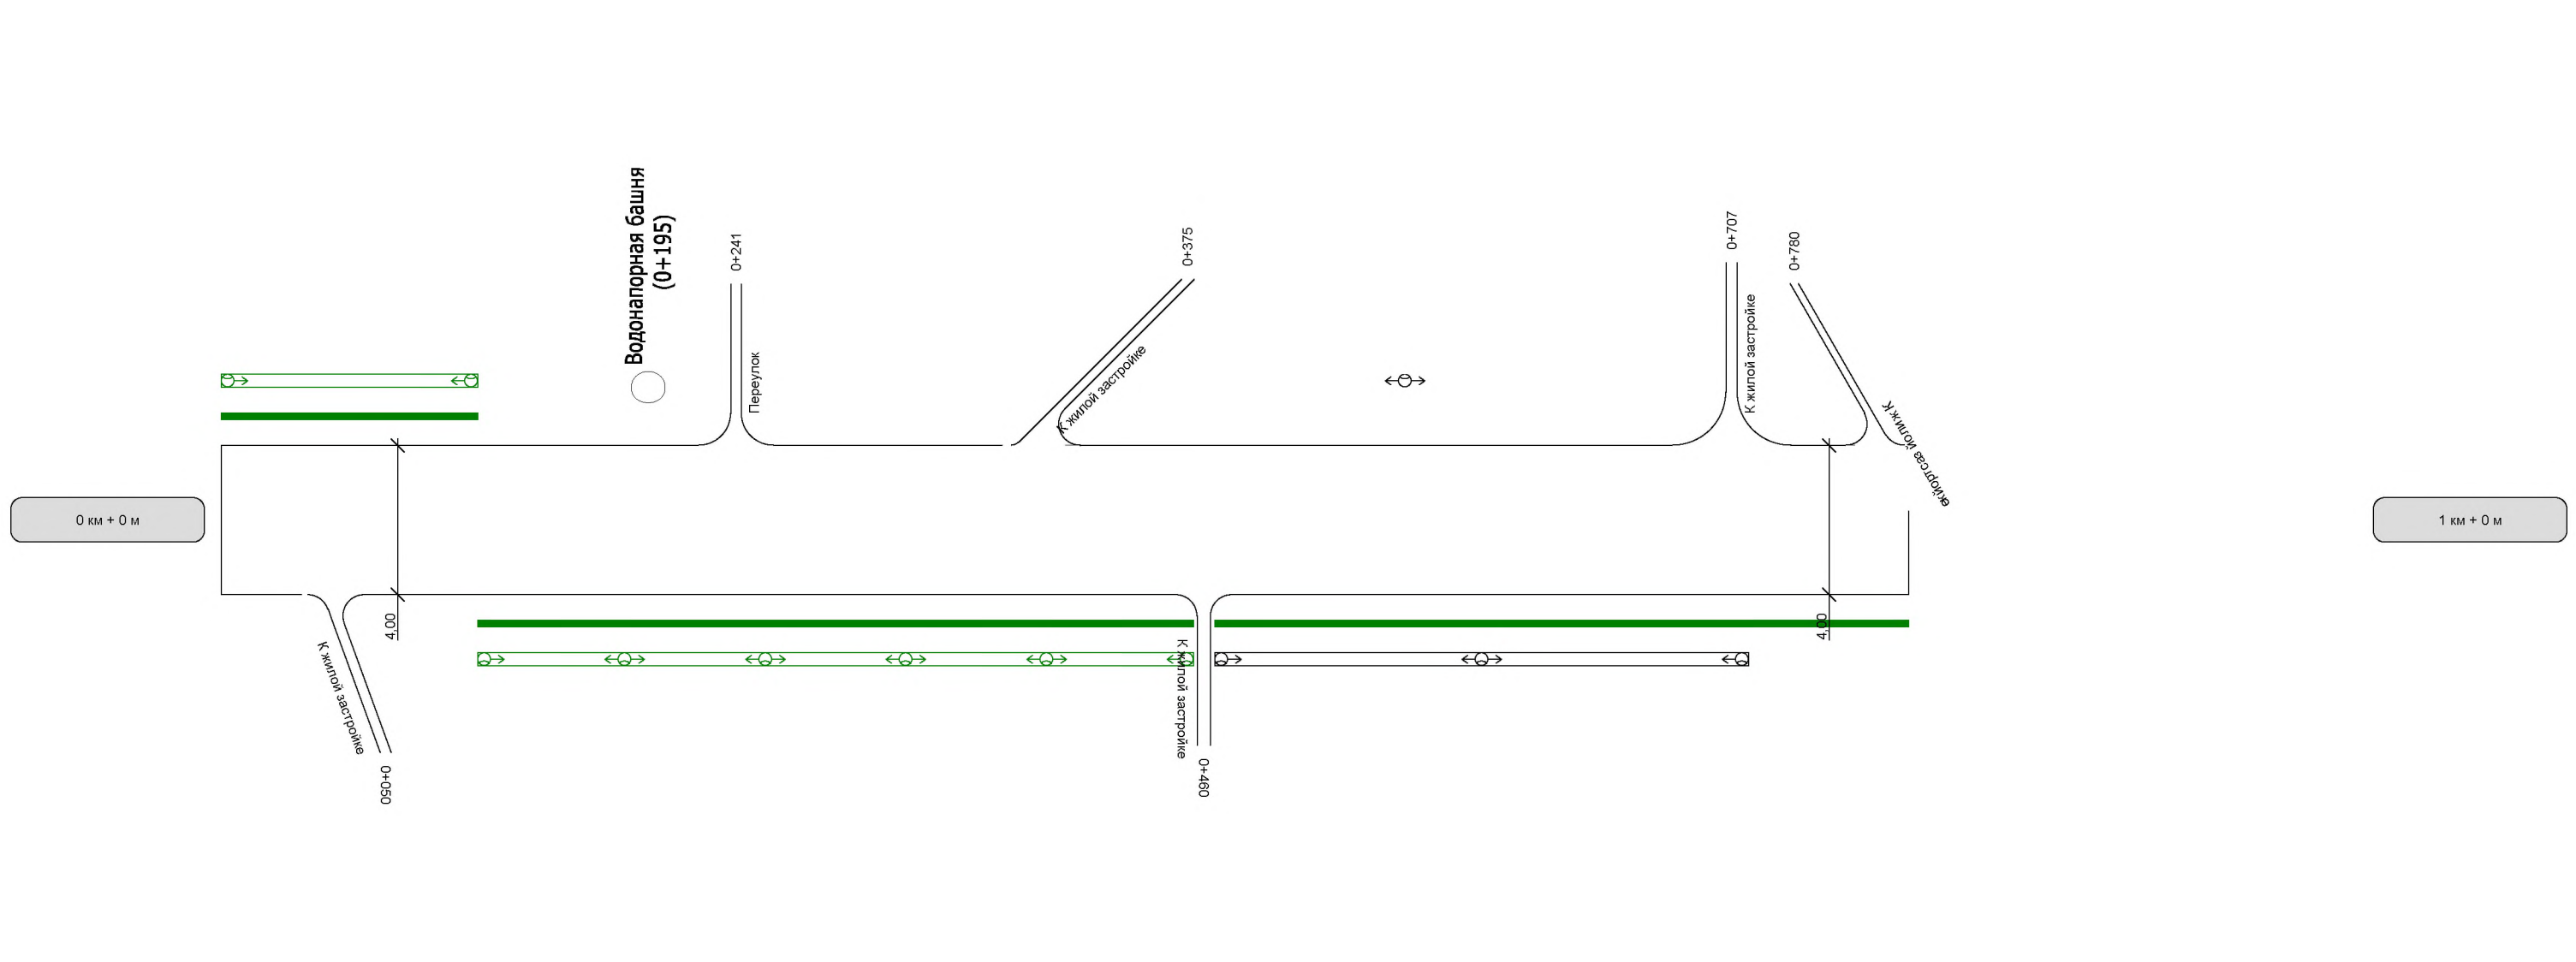 Водонапорная башня
(0+195)
0+241
Переулок
0+375
К жилой застройке
0+707
К жилой застройке
0+780
К жилой застройке
0 км + 0 м
1 км + 0 м
4,00
4,00
К жилой застройке
0+050
К жилой застройке
0+460